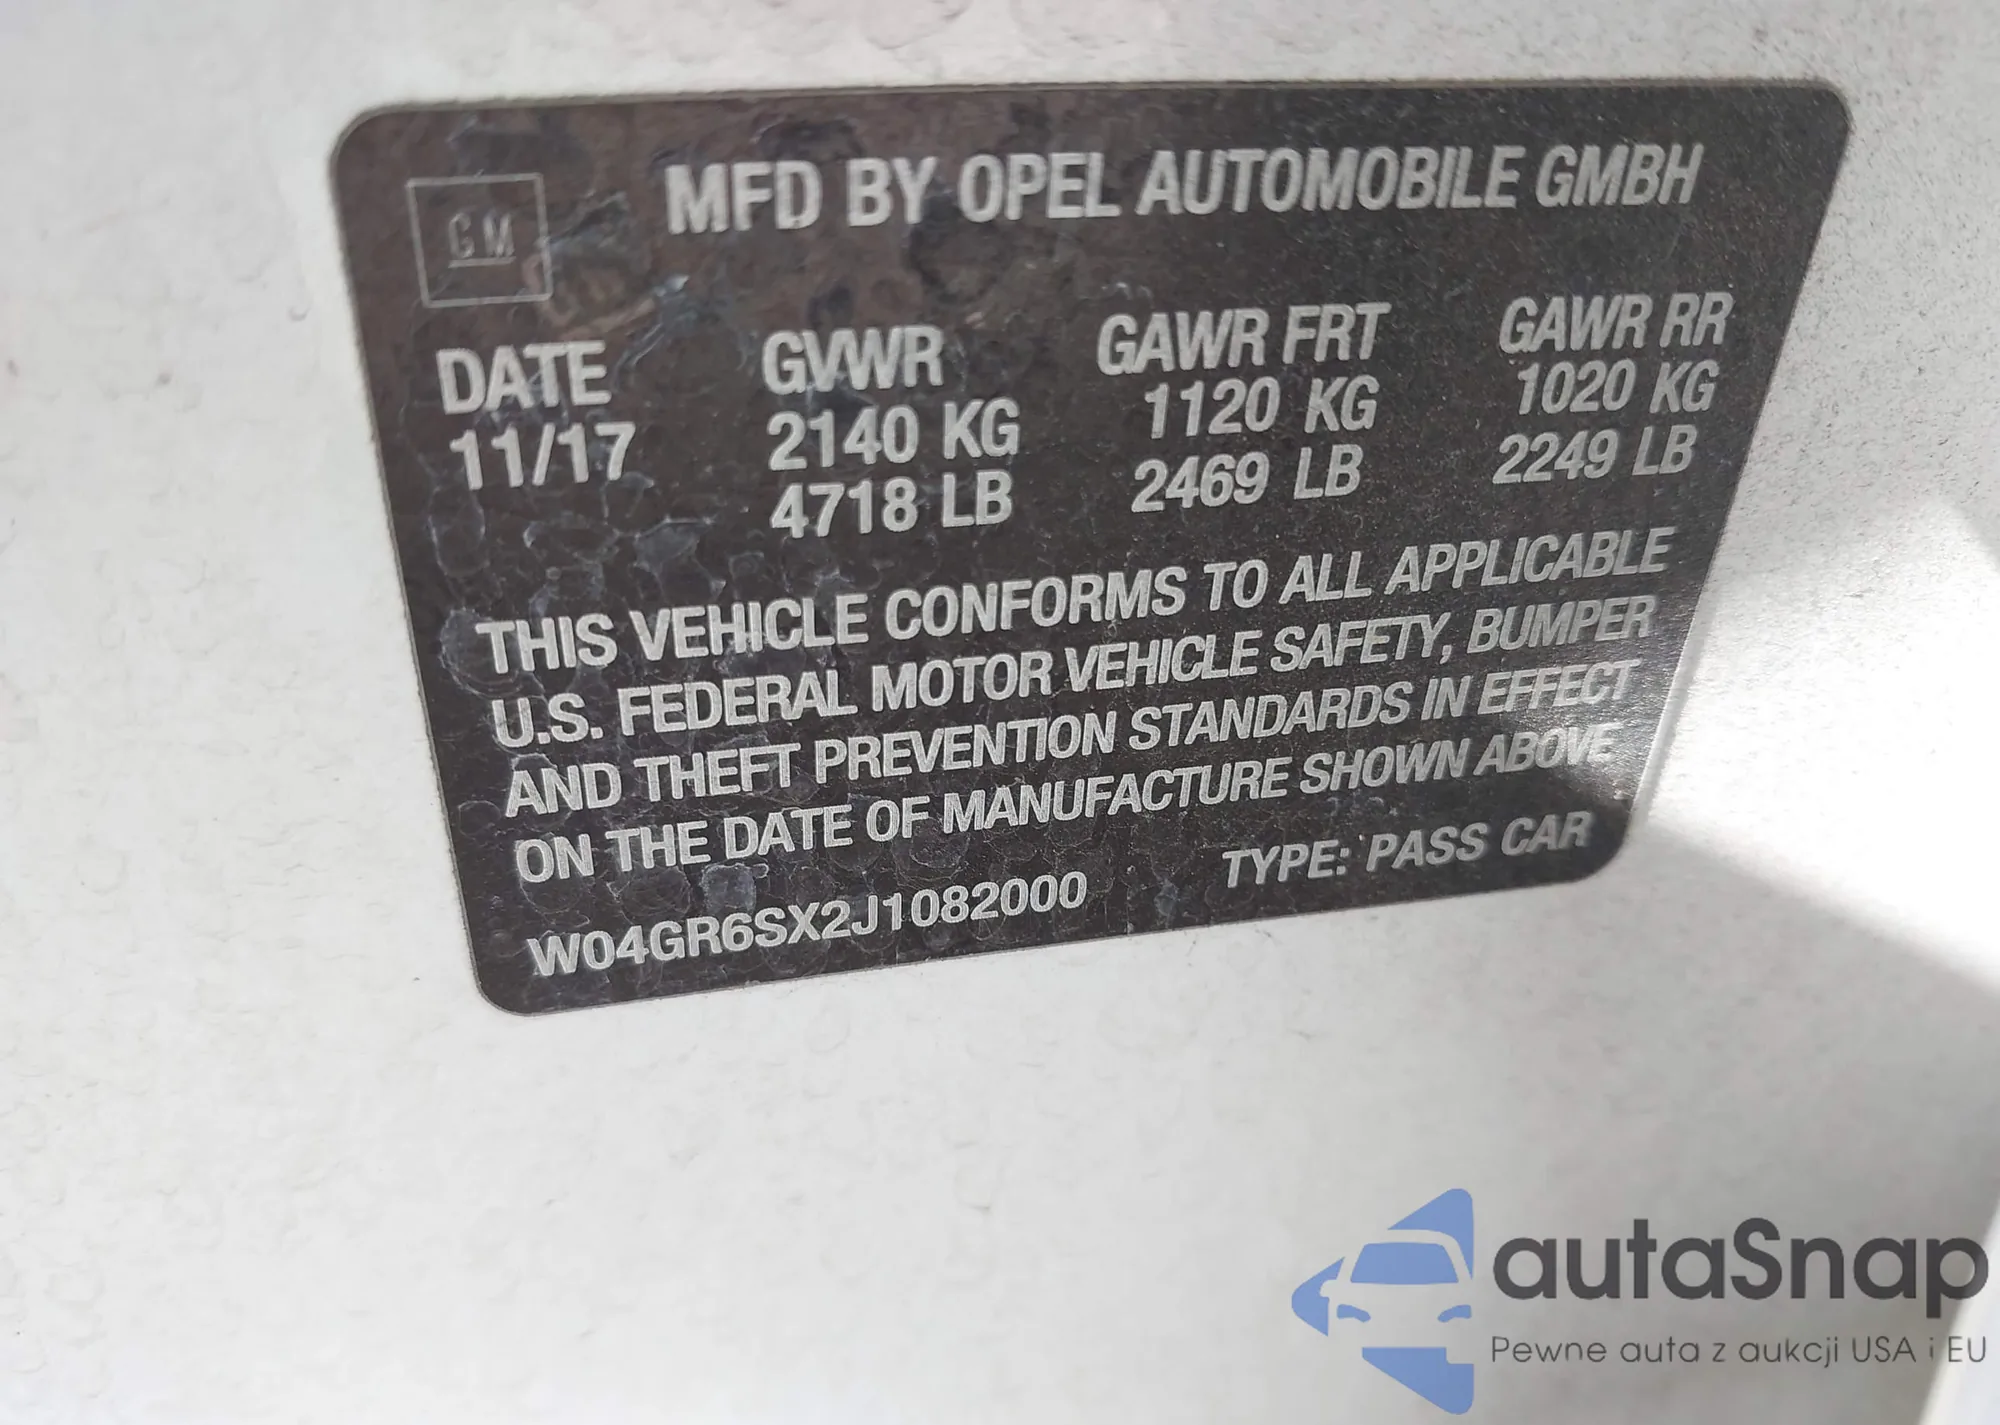 GM
MFD BY OPEL AUTOMOBILE GMBH
DATE GVWR GAWR FRT GAWR RR
11/17 2140 KG 1120 KG 1020 KG
4718 LB 2469 LB 2249 LB
THIS VEHICLE CONFORMS TO ALL APPLICABLE
U.S. FEDERAL MOTOR VEHICLE SAFETY, BUMPER
AND THEFT PREVENTION STANDARDS IN EFFECT
ON THE DATE OF MANUFACTURE SHOWN ABOVE
W04GR6SX2J1082000 TYPE: PASS CAR
autaSnap
Pewne auta z aukcji USA i EU